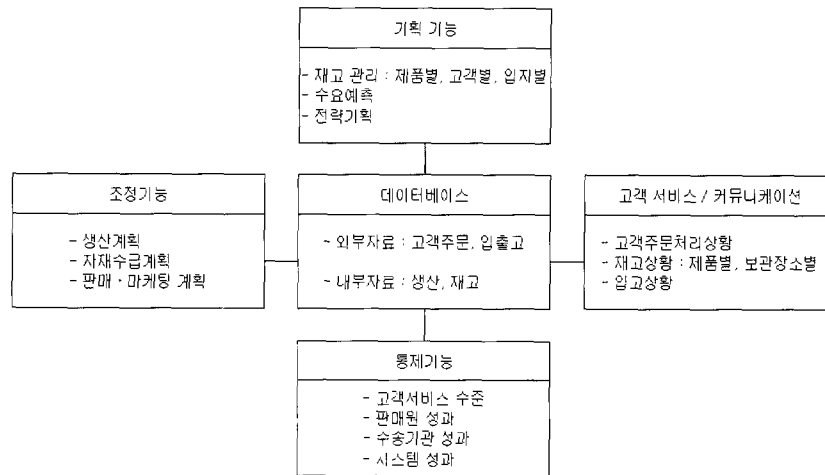 기획 기능
- 재고 관리 : 제품별, 고객별, 입지별
- 수요예측
- 전략기획
조정기능
- 생산계획
- 자재수급계획
- 판매 · 마케팅 계획
데이터베이스
- 외부자료 : 고객주문, 입출고
- 내부자료 : 생산, 재고
고객 서비스 / 커뮤니케이션
- 고객주문처리상황
- 재고상황 : 제품별, 보관장소별
- 입고상황
통제기능
- 고객서비스 수준
- 판매원 성과
- 수송기관 성과
- 시스템 성과